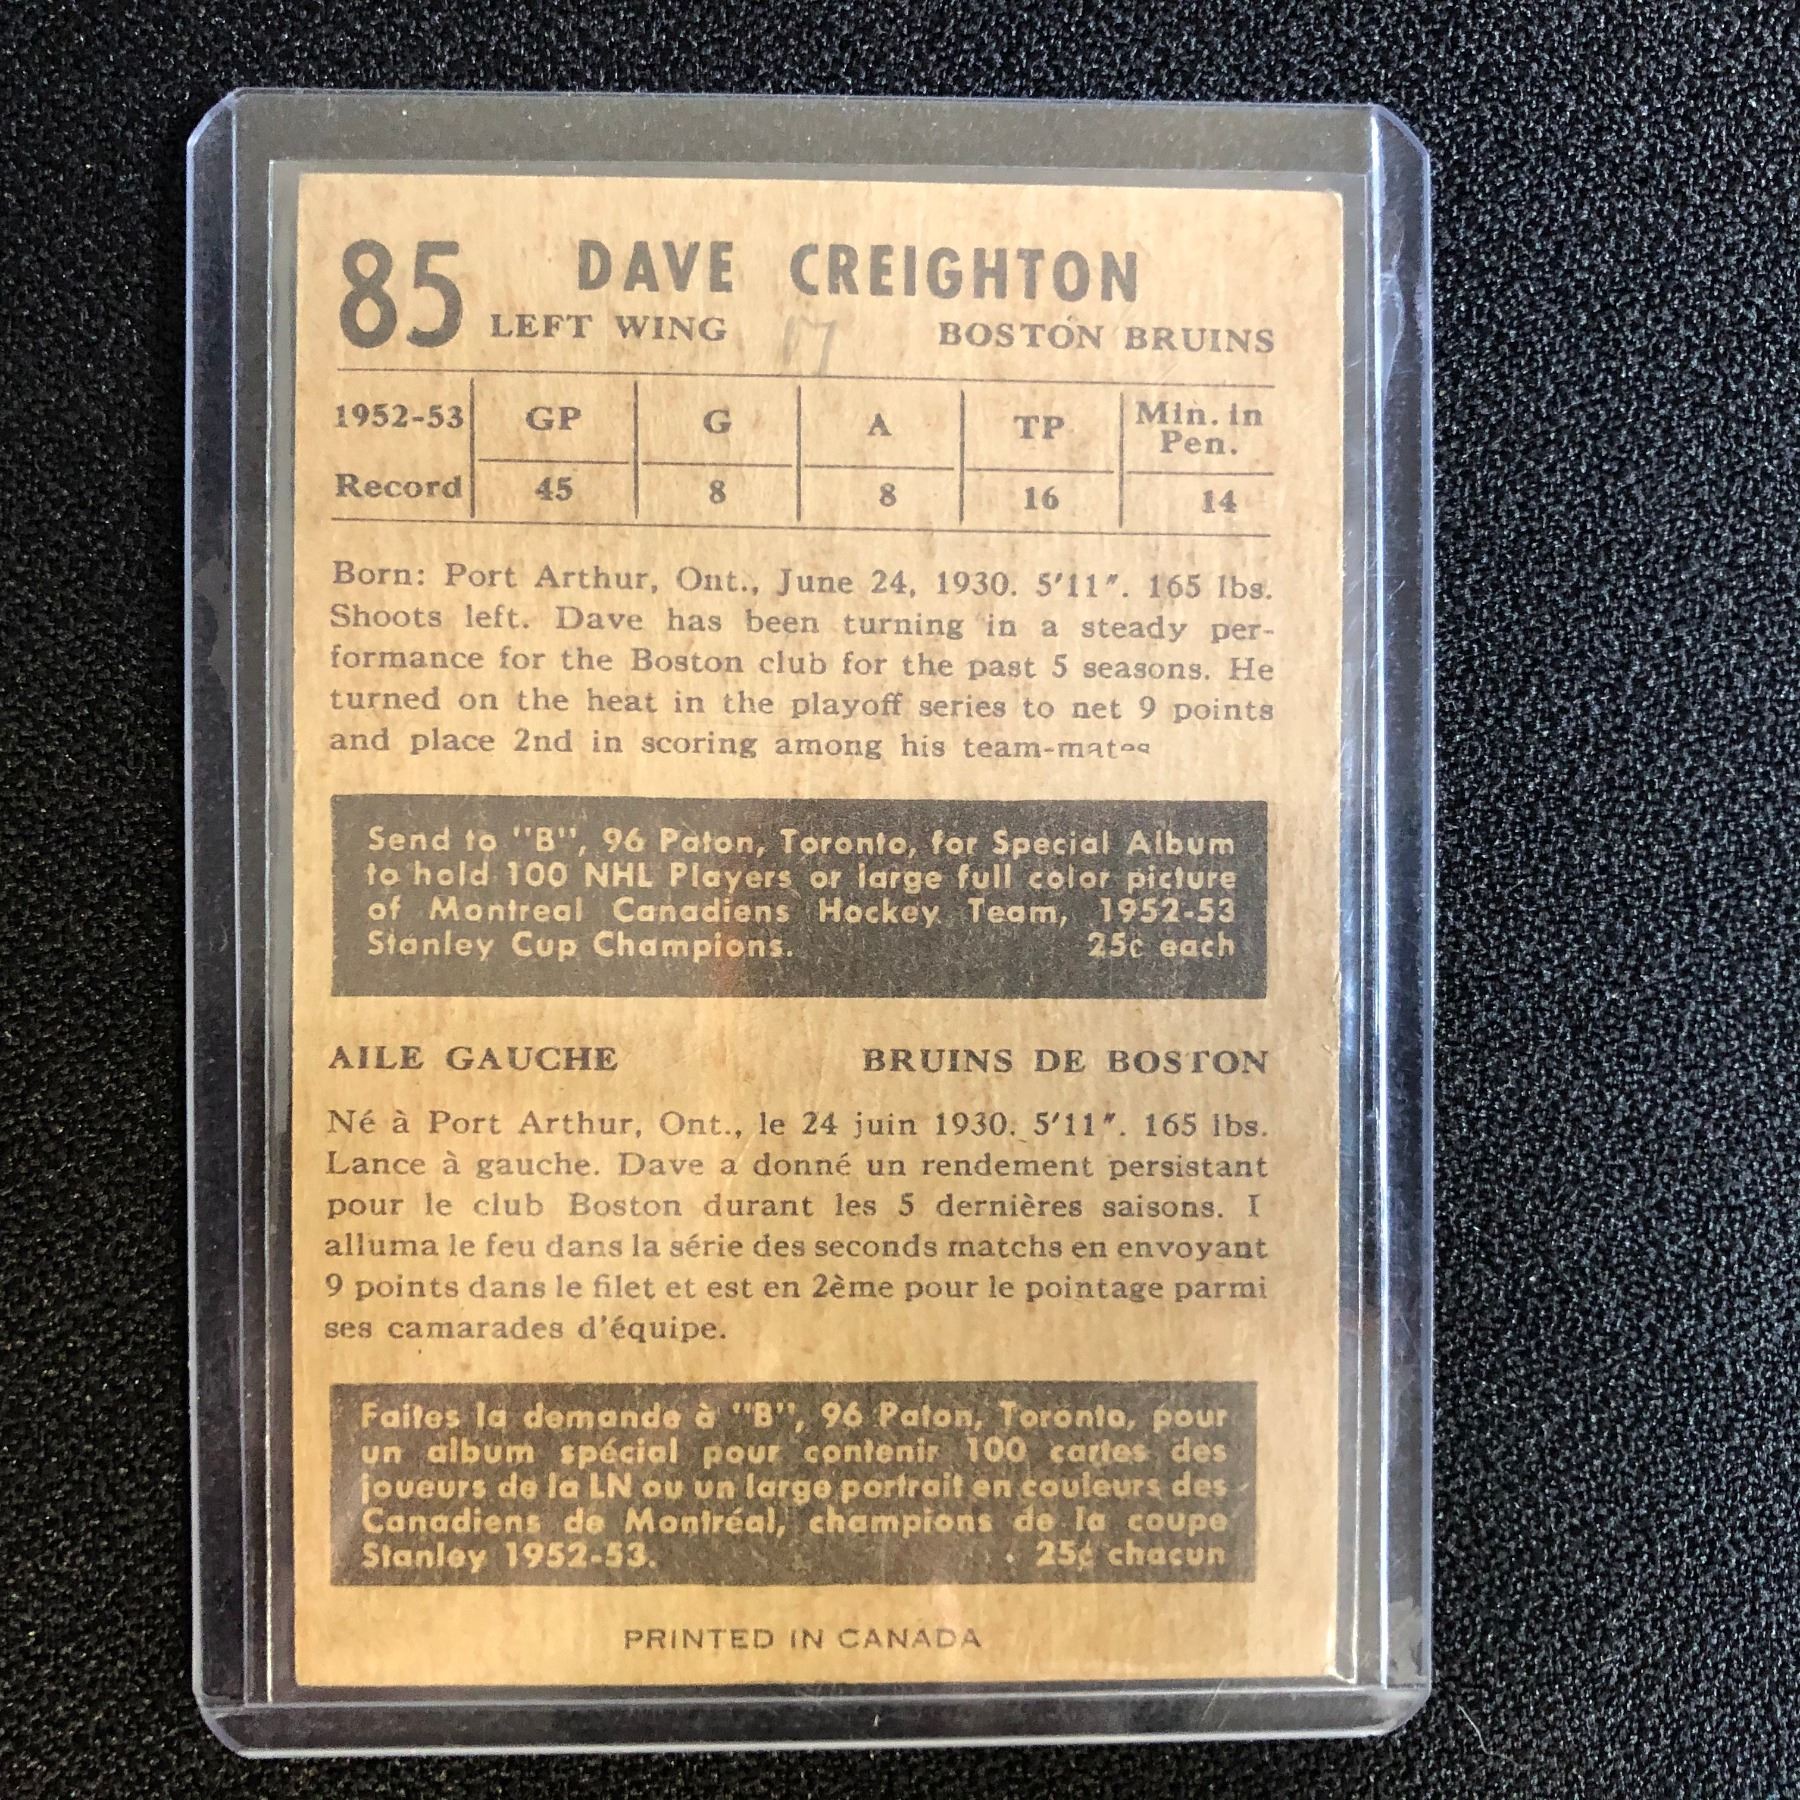 85 DAVE CREIGHTON
LEFT WING 17 BOSTON BRUINS
1952-53 GP G A TP Min. in Pen.
Record 45 8 8 16 14
Born: Port Arthur, Ont., June 24, 1930. 5'11". 165 lbs.
Shoots left. Dave has been turning in a steady per-
formance for the Boston club for the past 5 seasons. He
turned on the heat in the playoff series to net 9 points
and place 2nd in scoring among his team-mates
Send to "B", 96 Paton, Toronto, for Special Album
to hold 100 NHL Players or large full color picture
of Montreal Canadiens Hockey Team, 1952-53
Stanley Cup Champions. 25¢ each
AILE GAUCHE BRUINS DE BOSTON
Né à Port Arthur, Ont., le 24 juin 1930. 5'11". 165 lbs.
Lance à gauche. Dave a donné un rendement persistant
pour le club Boston durant les 5 dernières saisons. I
alluma le feu dans la série des seconds matchs en envoyant
9 points dans le filet et est en 2ème pour le pointage parmi
ses camarades d'équipe.
Faites la demande à "B", 96 Paton, Toronto, pour
un album spécial pour contenir 100 cartes des
joueurs de la LN ou un large portrait en couleurs des
Canadiens de Montréal, champions de la coupe
Stanley 1952-53. 25¢ chacun
PRINTED IN CANADA